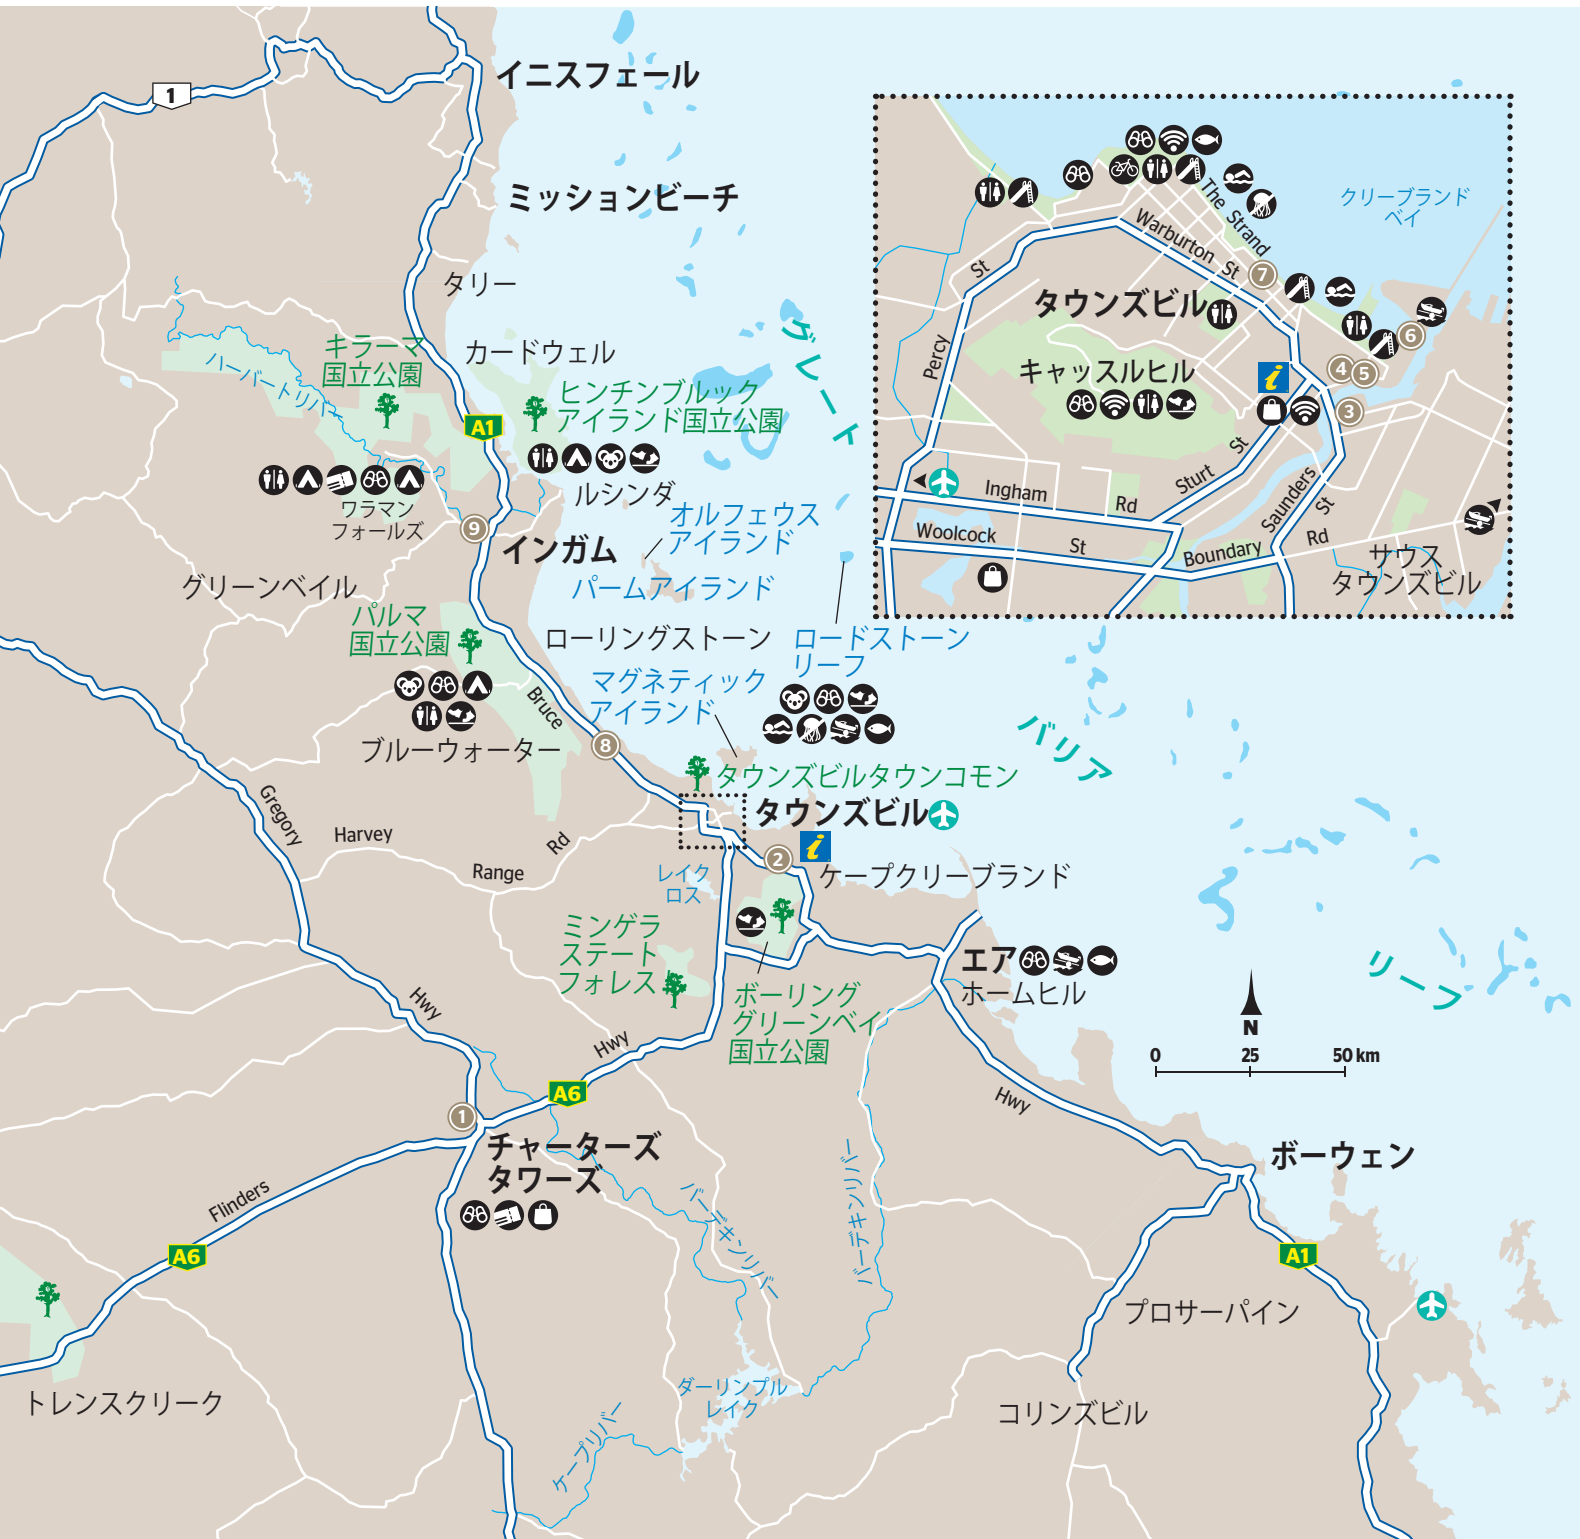 イニスフェール
1
ミッションビーチ
タリー
キラーマ
国立公園
カードウェル
ハーバートリバー
ヒンチンブルック
アイランド国立公園
A1
ルシンダ
ワラマン
フォールズ
9
インガム
オルフェウス
アイランド
グリーンベイル
パームアイランド
パルマ
国立公園
ローリングストーン
ロードストーン
リーフ
マグネティック
アイランド
Bruce
8
ブルーウォーター
タウンズビルタウンコモン
タウンズビル
i
2
ケープクリーブランド
Gregory
Harvey
Range
Rd
レイク
ロス
ミンゲラ
ステート
フォレスト
エア
ホームヒル
ボーリング
グリーンベイ
国立公園
Hwy
Hwy
A6
1
チャーターズ
タワーズ
Hwy
ボーウェン
Flinders
A6
バーデキンリバー
バーデキンリバー
A1
プロサーパイン
トレンスクリーク
ダーリンプル
レイク
ケープリバー
コリンズビル
グレート
バリア
リーフ
N
0
25
50 km
クリーブランド
ベイ
The Strand
Warburton St
7
St
Percy
タウンズビル
キャッスルヒル
6
4
5
i
3
St
Sturt
Ingham
Rd
Saunders
St
Woolcock
St
Boundary
Rd
サウス
タウンズビル